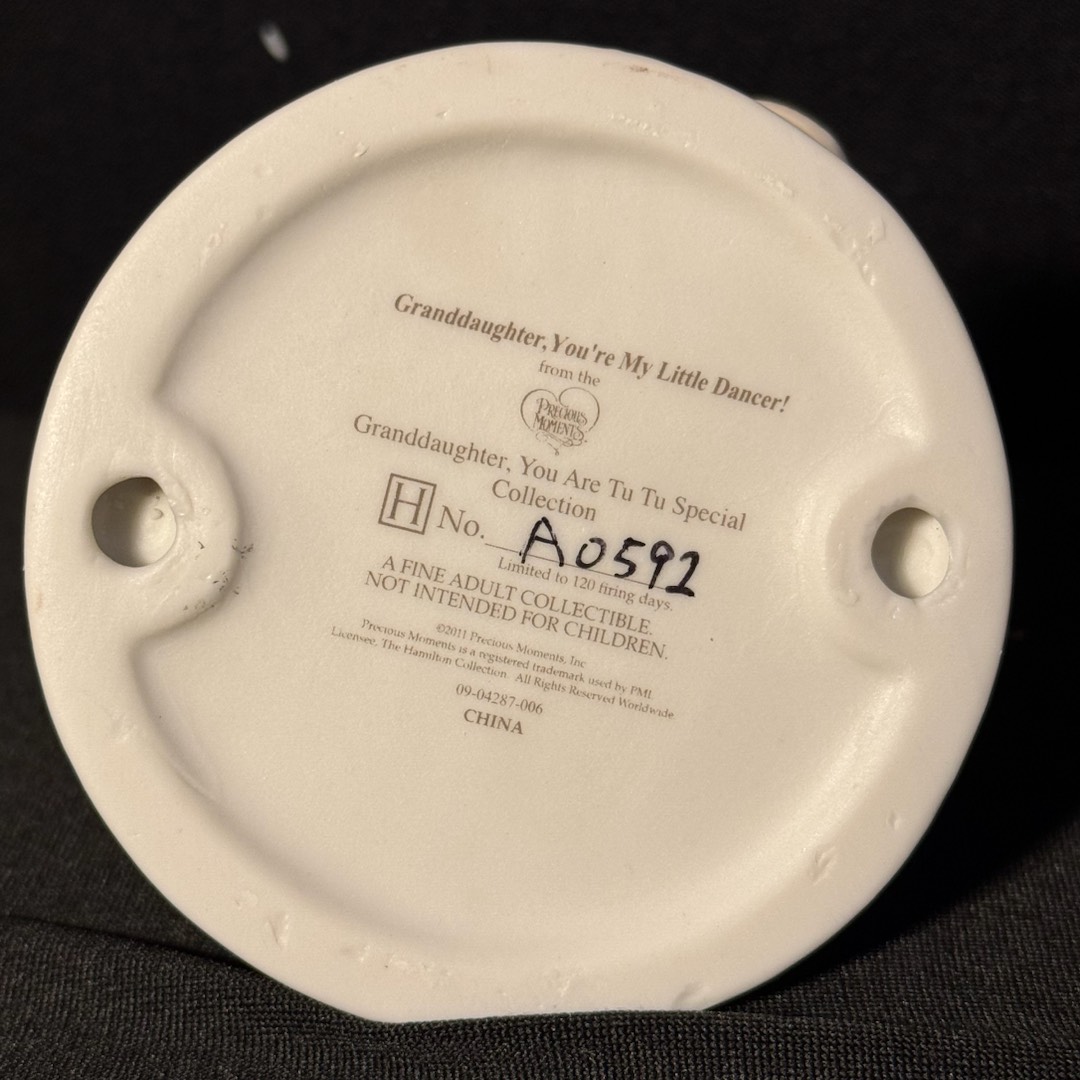 Granddaughter, You're My Little Dancer!
from the
PRECIOUS
MOMENTS
Granddaughter, You Are Tu Tu Special
Collection
H No. A0592
Limited to 120 firing days.
A FINE ADULT COLLECTIBLE.
NOT INTENDED FOR CHILDREN.
©2011 Precious Moments, Inc
Precious Moments is a registered trademark used by PMI,
Licensee, The Hamilton Collection. All Rights Reserved Worldwide
09-04287-006
CHINA